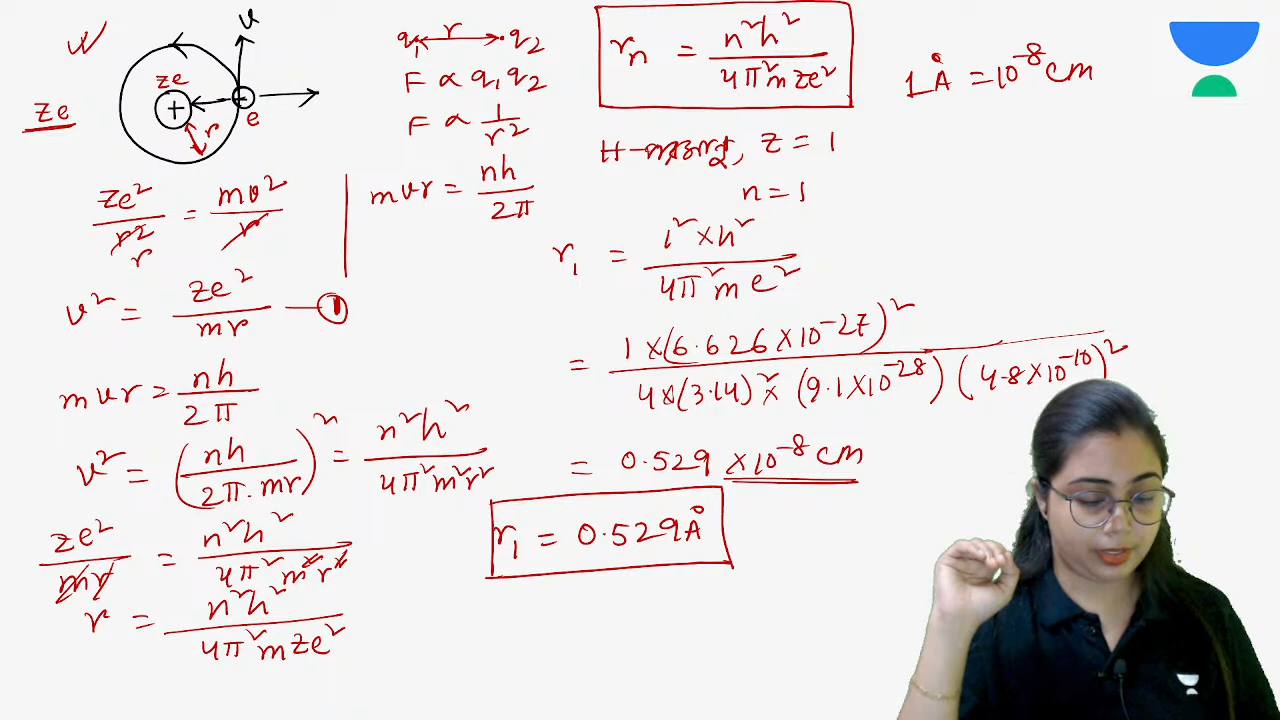 v
ze
ze
e
r
ze²/r² = mv²/r
r
v² = ze²/mr — ①
mvr = nh/2π
v² = (nh/2π·mr)² = n²h²/4π²m²r²
ze²/mr = n²h²/4π²m²r²
r = n²h²/4π²mze²
q₁ ← r → q₂
F ∝ q₁q₂
F ∝ 1/r²
mvr = nh/2π
rₙ = n²h²/4π²mze²
z = 1
n = 1
r₁ = 1²×h²/4π²me²
= 1×(6.626×10⁻²⁷)²/4×(3.14)²×(9.1×10⁻²⁸)(4.8×10⁻¹⁰)²
= 0.529 ×10⁻⁸ cm
r₁ = 0.529Å
1Å = 10⁻⁸ cm